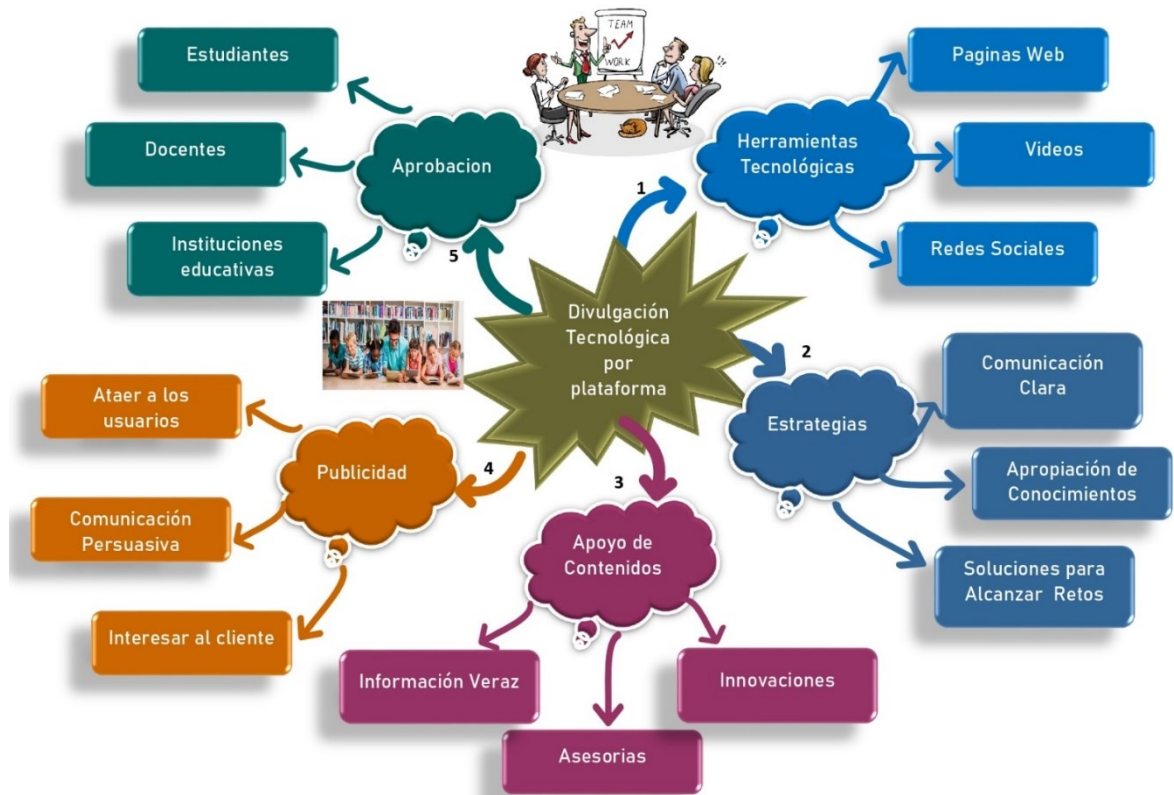 TEAM
WORK
!?!
Divulgación
Tecnológica
por
plataforma
1
Herramientas
Tecnológicas
Paginas Web
Videos
Redes Sociales
2
Estrategias
Comunicación
Clara
Apropiación de
Conocimientos
Soluciones para
Alcanzar Retos
3
Apoyo de
Contenidos
Información Veraz
Asesorias
Innovaciones
4
Publicidad
Ataer a los
usuarios
Comunicación
Persuasiva
Interesar al cliente
5
Aprobacion
Estudiantes
Docentes
Instituciones
educativas